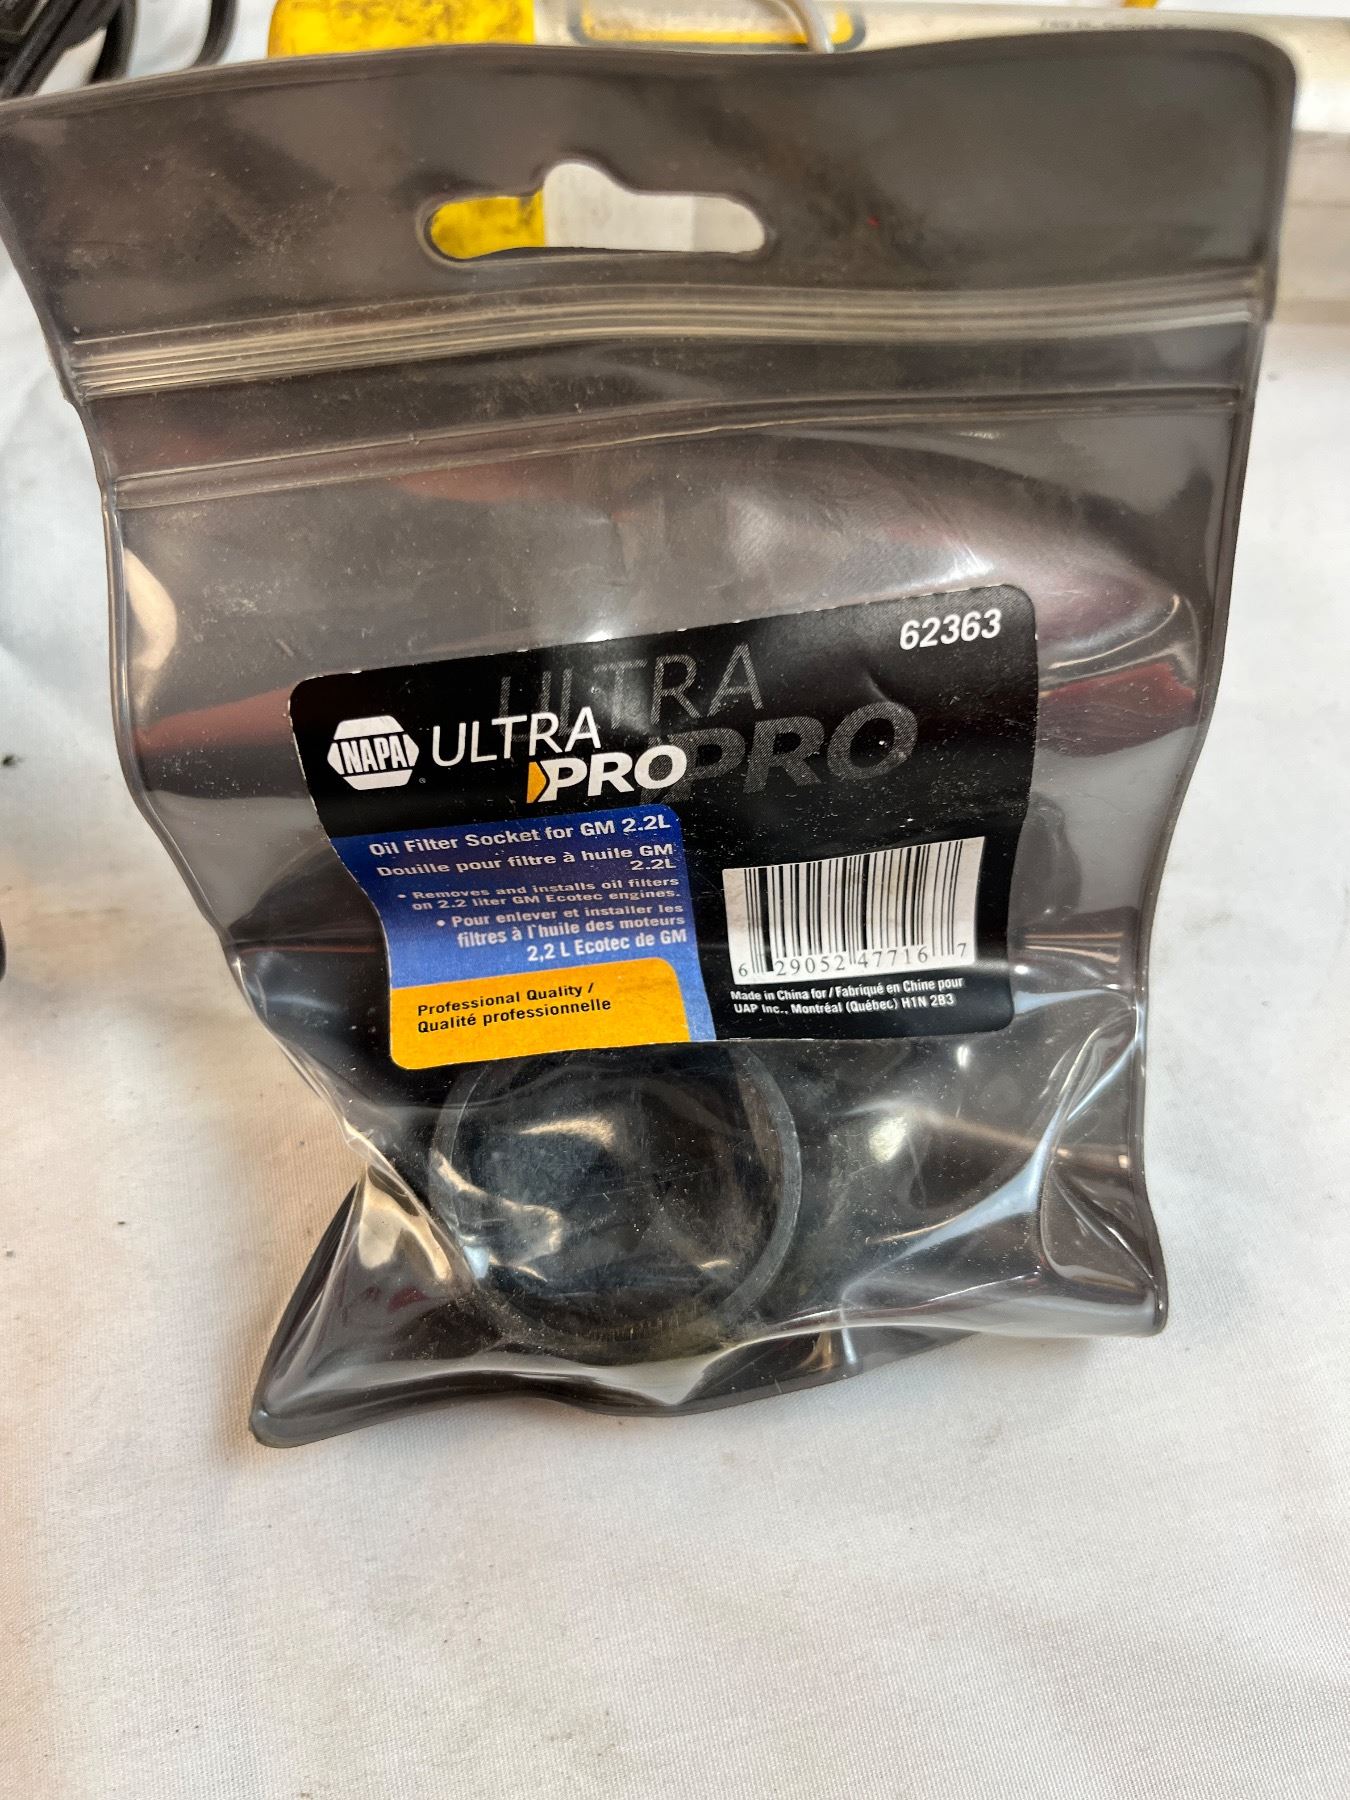 62363
ULTRA
PRO
NAPA
ULTRA
PRO
Oil Filter Socket for GM 2.2L
Douille pour filtre à huile GM
2.2L
• Removes and installs oil filters
on 2.2 liter GM Ecotec engines.
• Pour enlever et installer les
filtres à l'huile des moteurs
2,2 L Ecotec de GM
Professional Quality /
Qualité professionnelle
6 29052 47716 7
Made in China for / Fabriqué en Chine pour
UAP Inc., Montréal (Québec) H1N 2B3